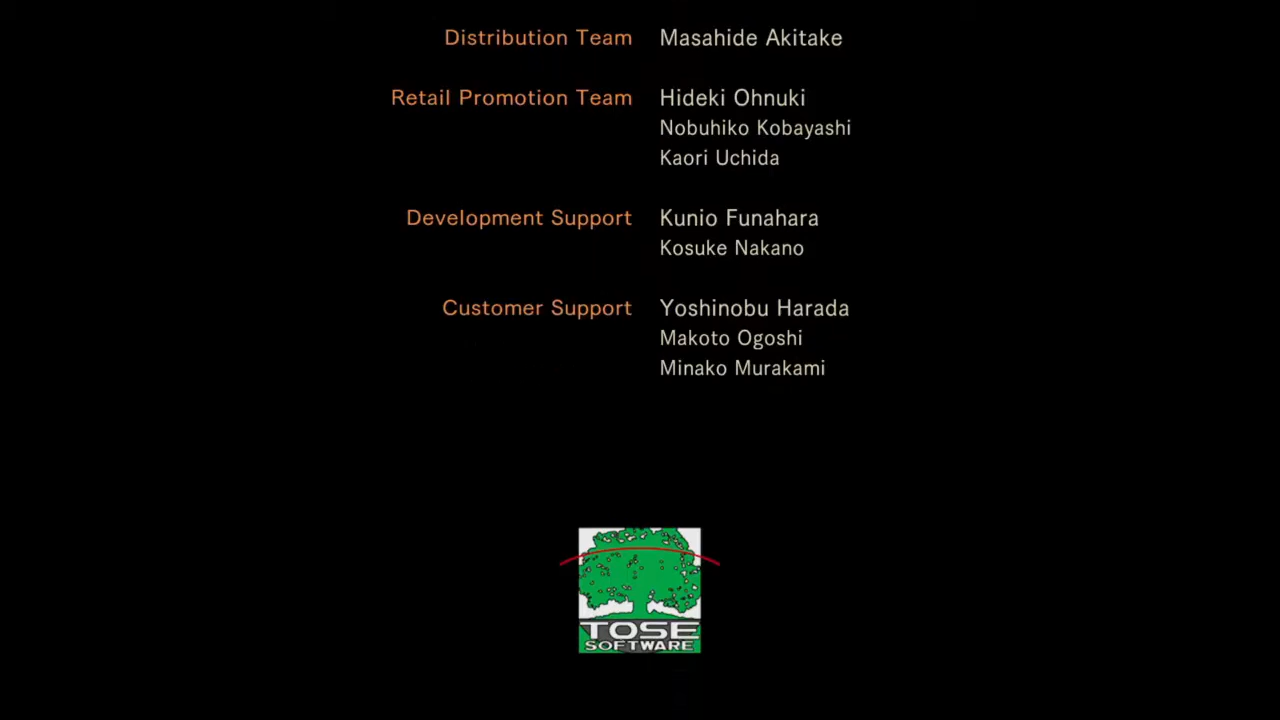 Distribution Team Masahide Akitake
Retail Promotion Team Hideki Ohnuki
Nobuhiko Kobayashi
Kaori Uchida
Development Support Kunio Funahara
Kosuke Nakano
Customer Support Yoshinobu Harada
Makoto Ogoshi
Minako Murakami
TOSE
SOFTWARE